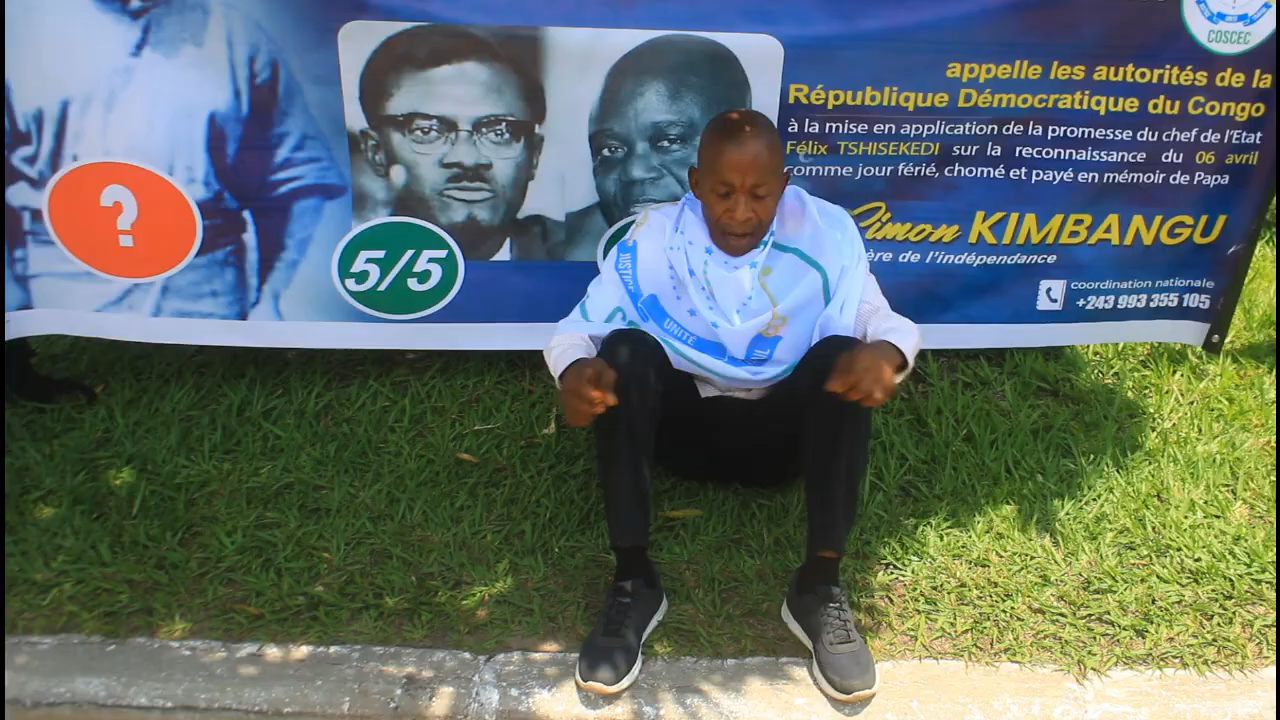 COSCEC
appelle les autorités de la
République Démocratique du Congo
à la mise en application de la promesse du chef de l'Etat
Félix TSHISEKEDI sur la reconnaissance du 06 avril
comme jour férié, chomé et payé en mémoir de Papa
Simon KIMBANGU
ère de l'indépendance
coordination nationale
+243 993 355 105
?
5/5
UNITÉ